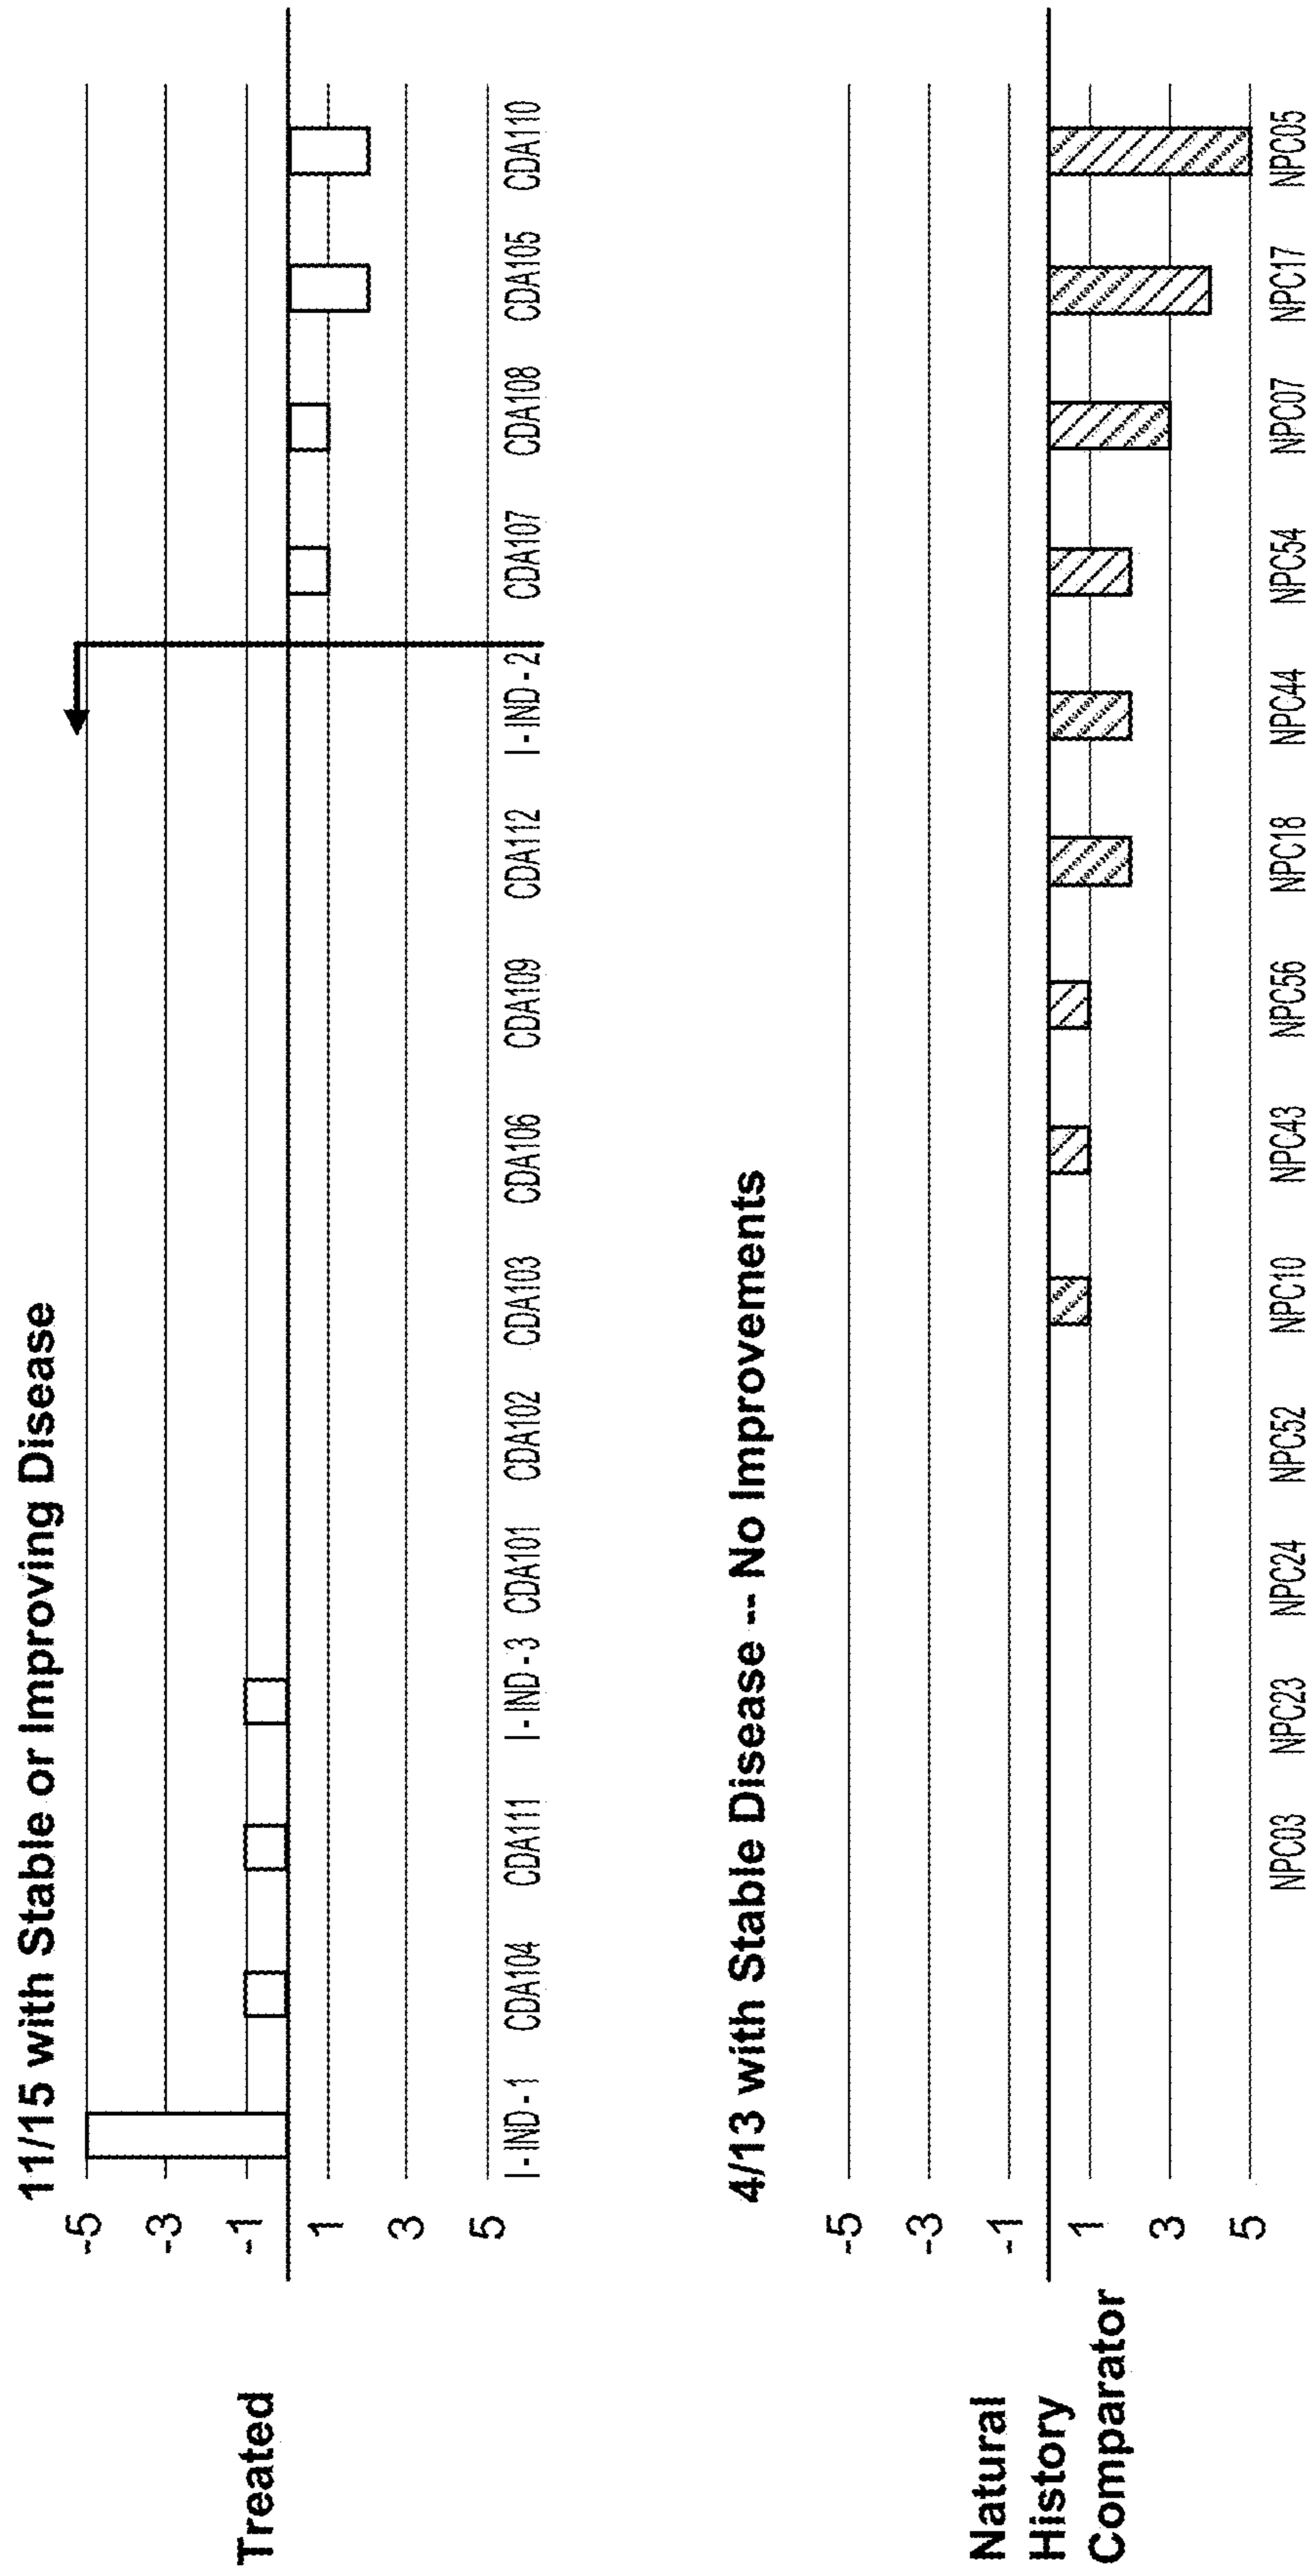 11/15 with Stable or Improving Disease
Treated
-5
-3
-1
1
3
5
I-IND-1 CDA104 CDA111 I-IND-3 CDA101 CDA102 CDA103 CDA106 CDA109 CDA112 I-IND-2 CDA107 CDA108 CDA105 CDA110
4/13 with Stable Disease -- No Improvements
Natural
History
Comparator
-5
-3
-1
1
3
5
NPC03 NPC23 NPC24 NPC52 NPC10 NPC43 NPC56 NPC18 NPC44 NPC54 NPC07 NPC17 NPC05